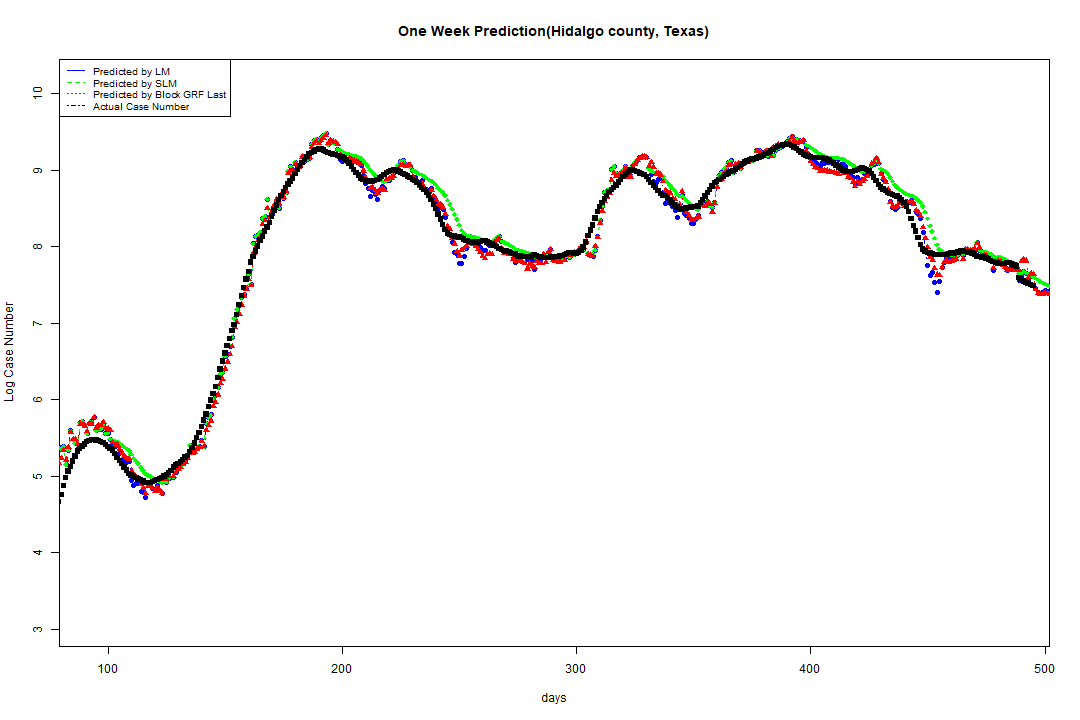 One Week Prediction(Hidalgo county, Texas)
Predicted by LM
Predicted by SLM
Predicted by Block GRF Last
Actual Case Number
10
9
8
7
6
5
4
3
Log Case Number
100 200 300 400 500
days